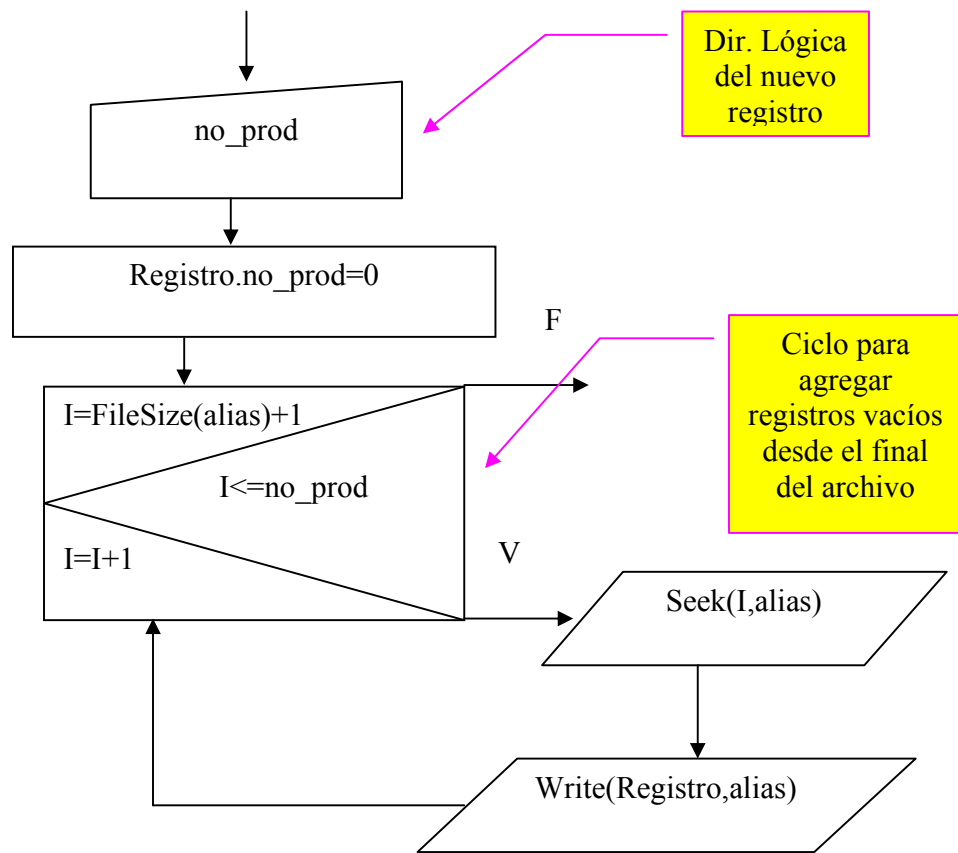 Dir. Lógica
del nuevo
registro
no_prod
Registro.no_prod=0
F
Ciclo para
agregar
registros vacíos
desde el final
del archivo
I=FileSize(alias)+1
I<=no_prod
I=I+1
V
Seek(I,alias)
Write(Registro,alias)